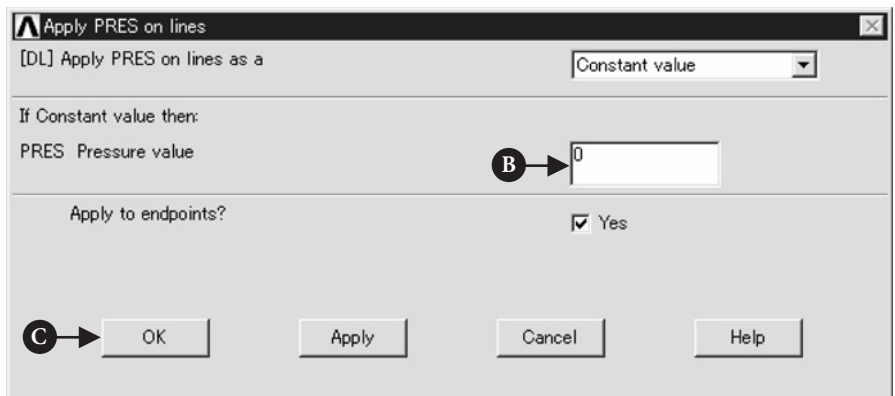 Apply PRES on lines
[DL] Apply PRES on lines as a
Constant value
If Constant value then:
PRES Pressure value
B
0
Apply to endpoints?
Yes
C
OK
Apply
Cancel
Help